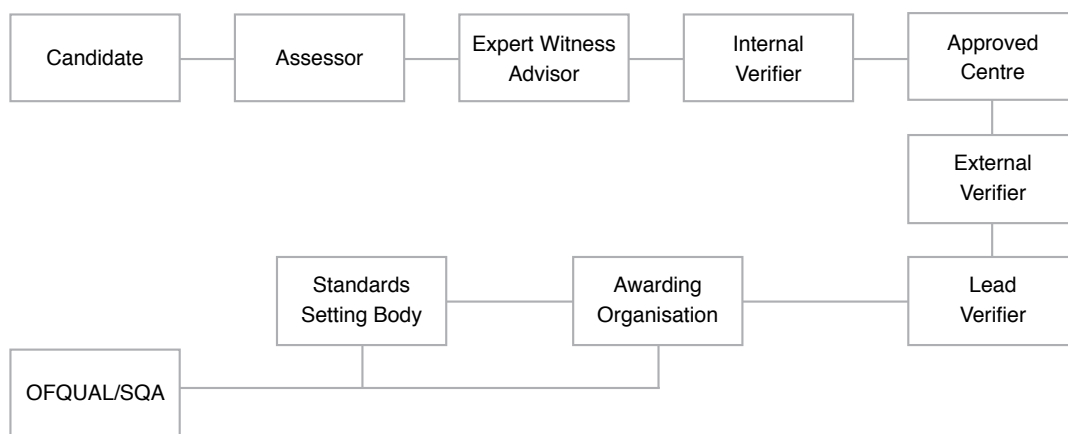 Candidate
Assessor
Expert Witness
Advisor
Internal
Verifier
Approved
Centre
External
Verifier
Standards
Setting Body
Awarding
Organisation
Lead
Verifier
OFQUAL/SQA